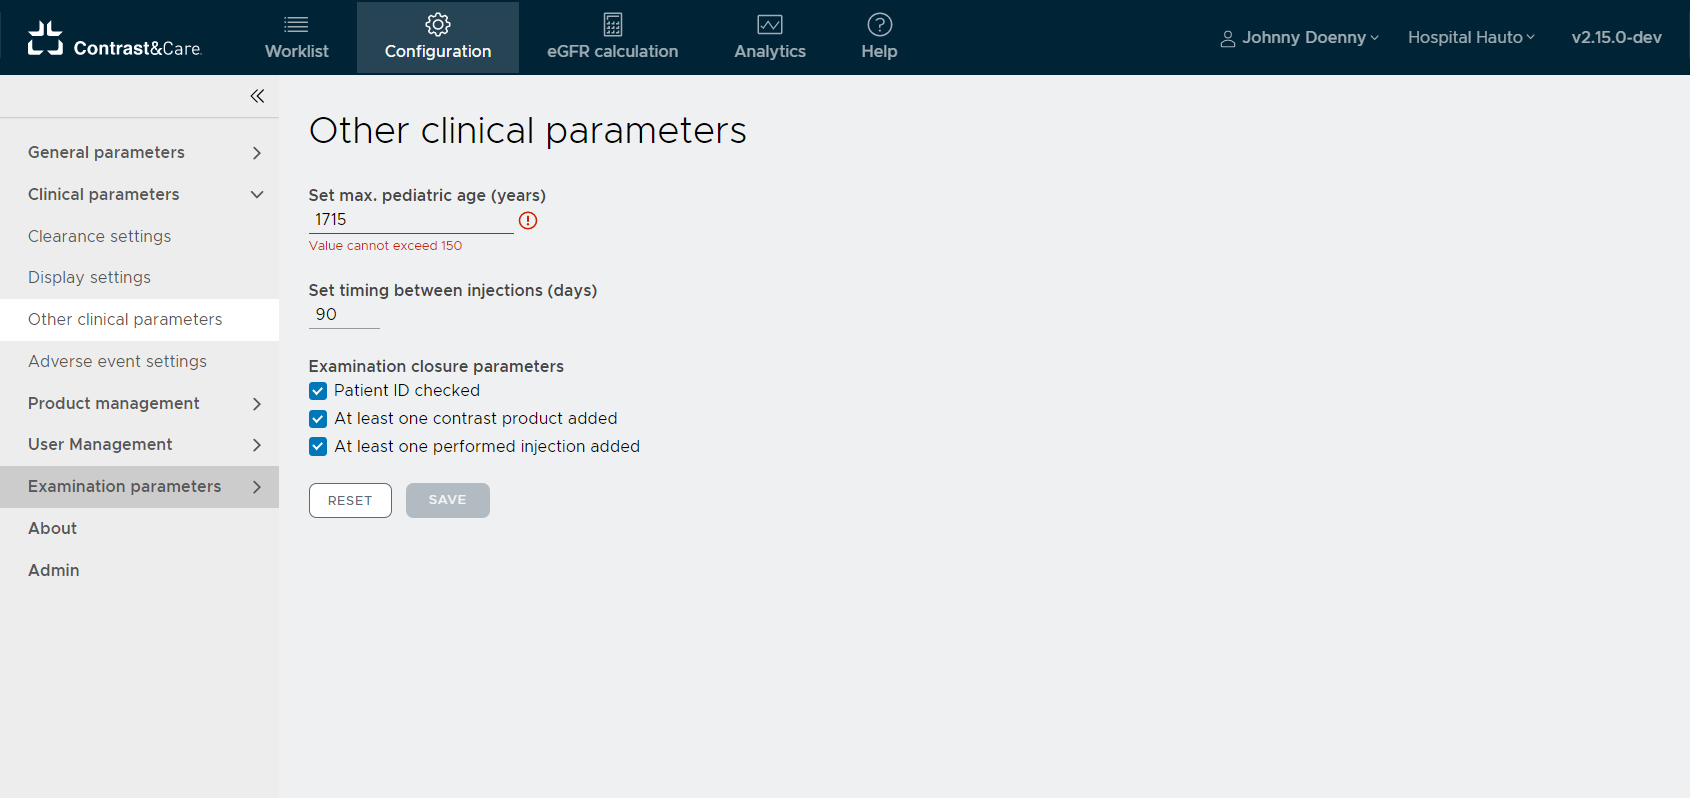 Contrast&Care
Worklist
Configuration
eGFR calculation
Analytics
Help
Johnny Doenny
Hospital Hauto
v2.15.0-dev
General parameters
Clinical parameters
Clearance settings
Display settings
Other clinical parameters
Adverse event settings
Product management
User Management
Examination parameters
About
Admin
Other clinical parameters
Set max. pediatric age (years)
1715
Value cannot exceed 150
Set timing between injections (days)
90
Examination closure parameters
Patient ID checked
At least one contrast product added
At least one performed injection added
RESET
SAVE